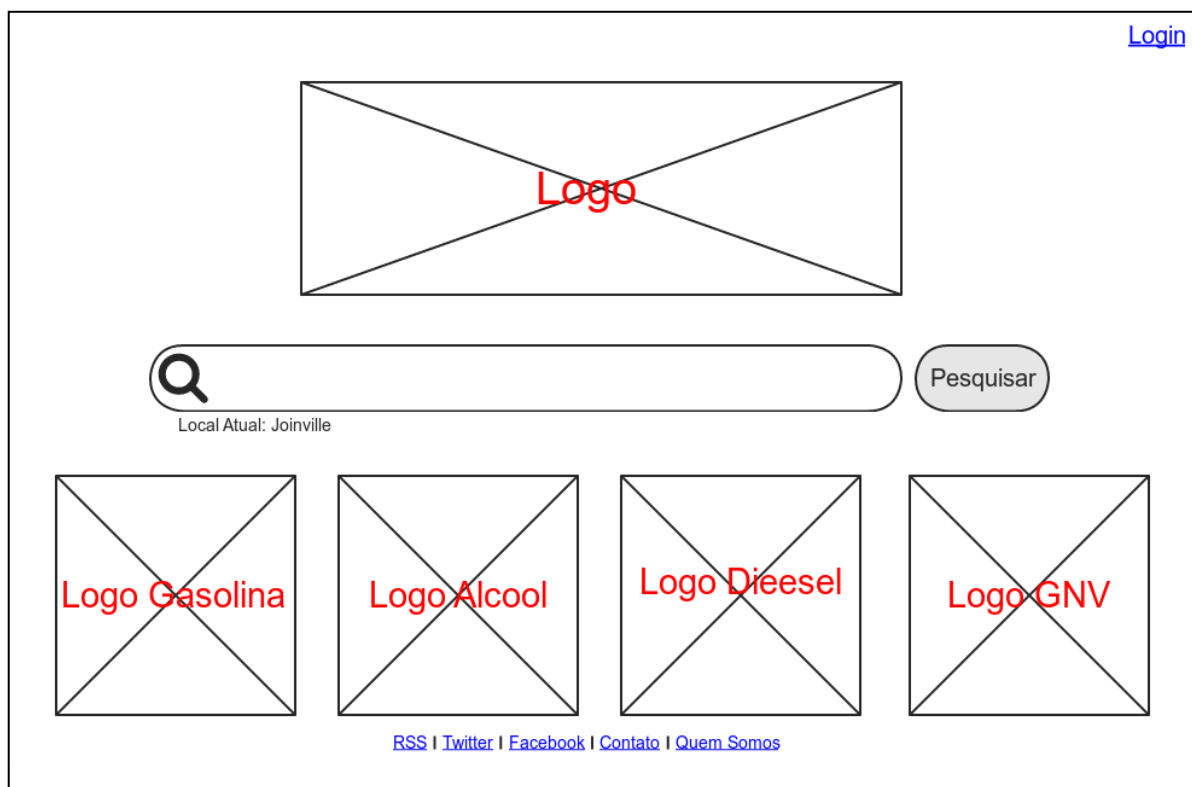 Login
Logo
Pesquisar
Local Atual: Joinville
Logo Gasolina
Logo Alcool
Logo Dieesel
Logo GNV
RSS I Twitter I Facebook I Contato I Quem Somos